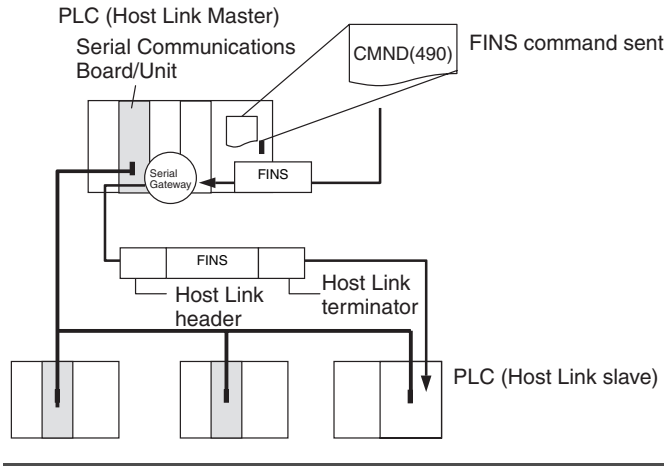 PLC (Host Link Master)
Serial Communications
Board/Unit
CMND(490)
FINS command sent
Serial
Gateway
FINS
FINS
Host Link
header
Host Link
terminator
PLC (Host Link slave)